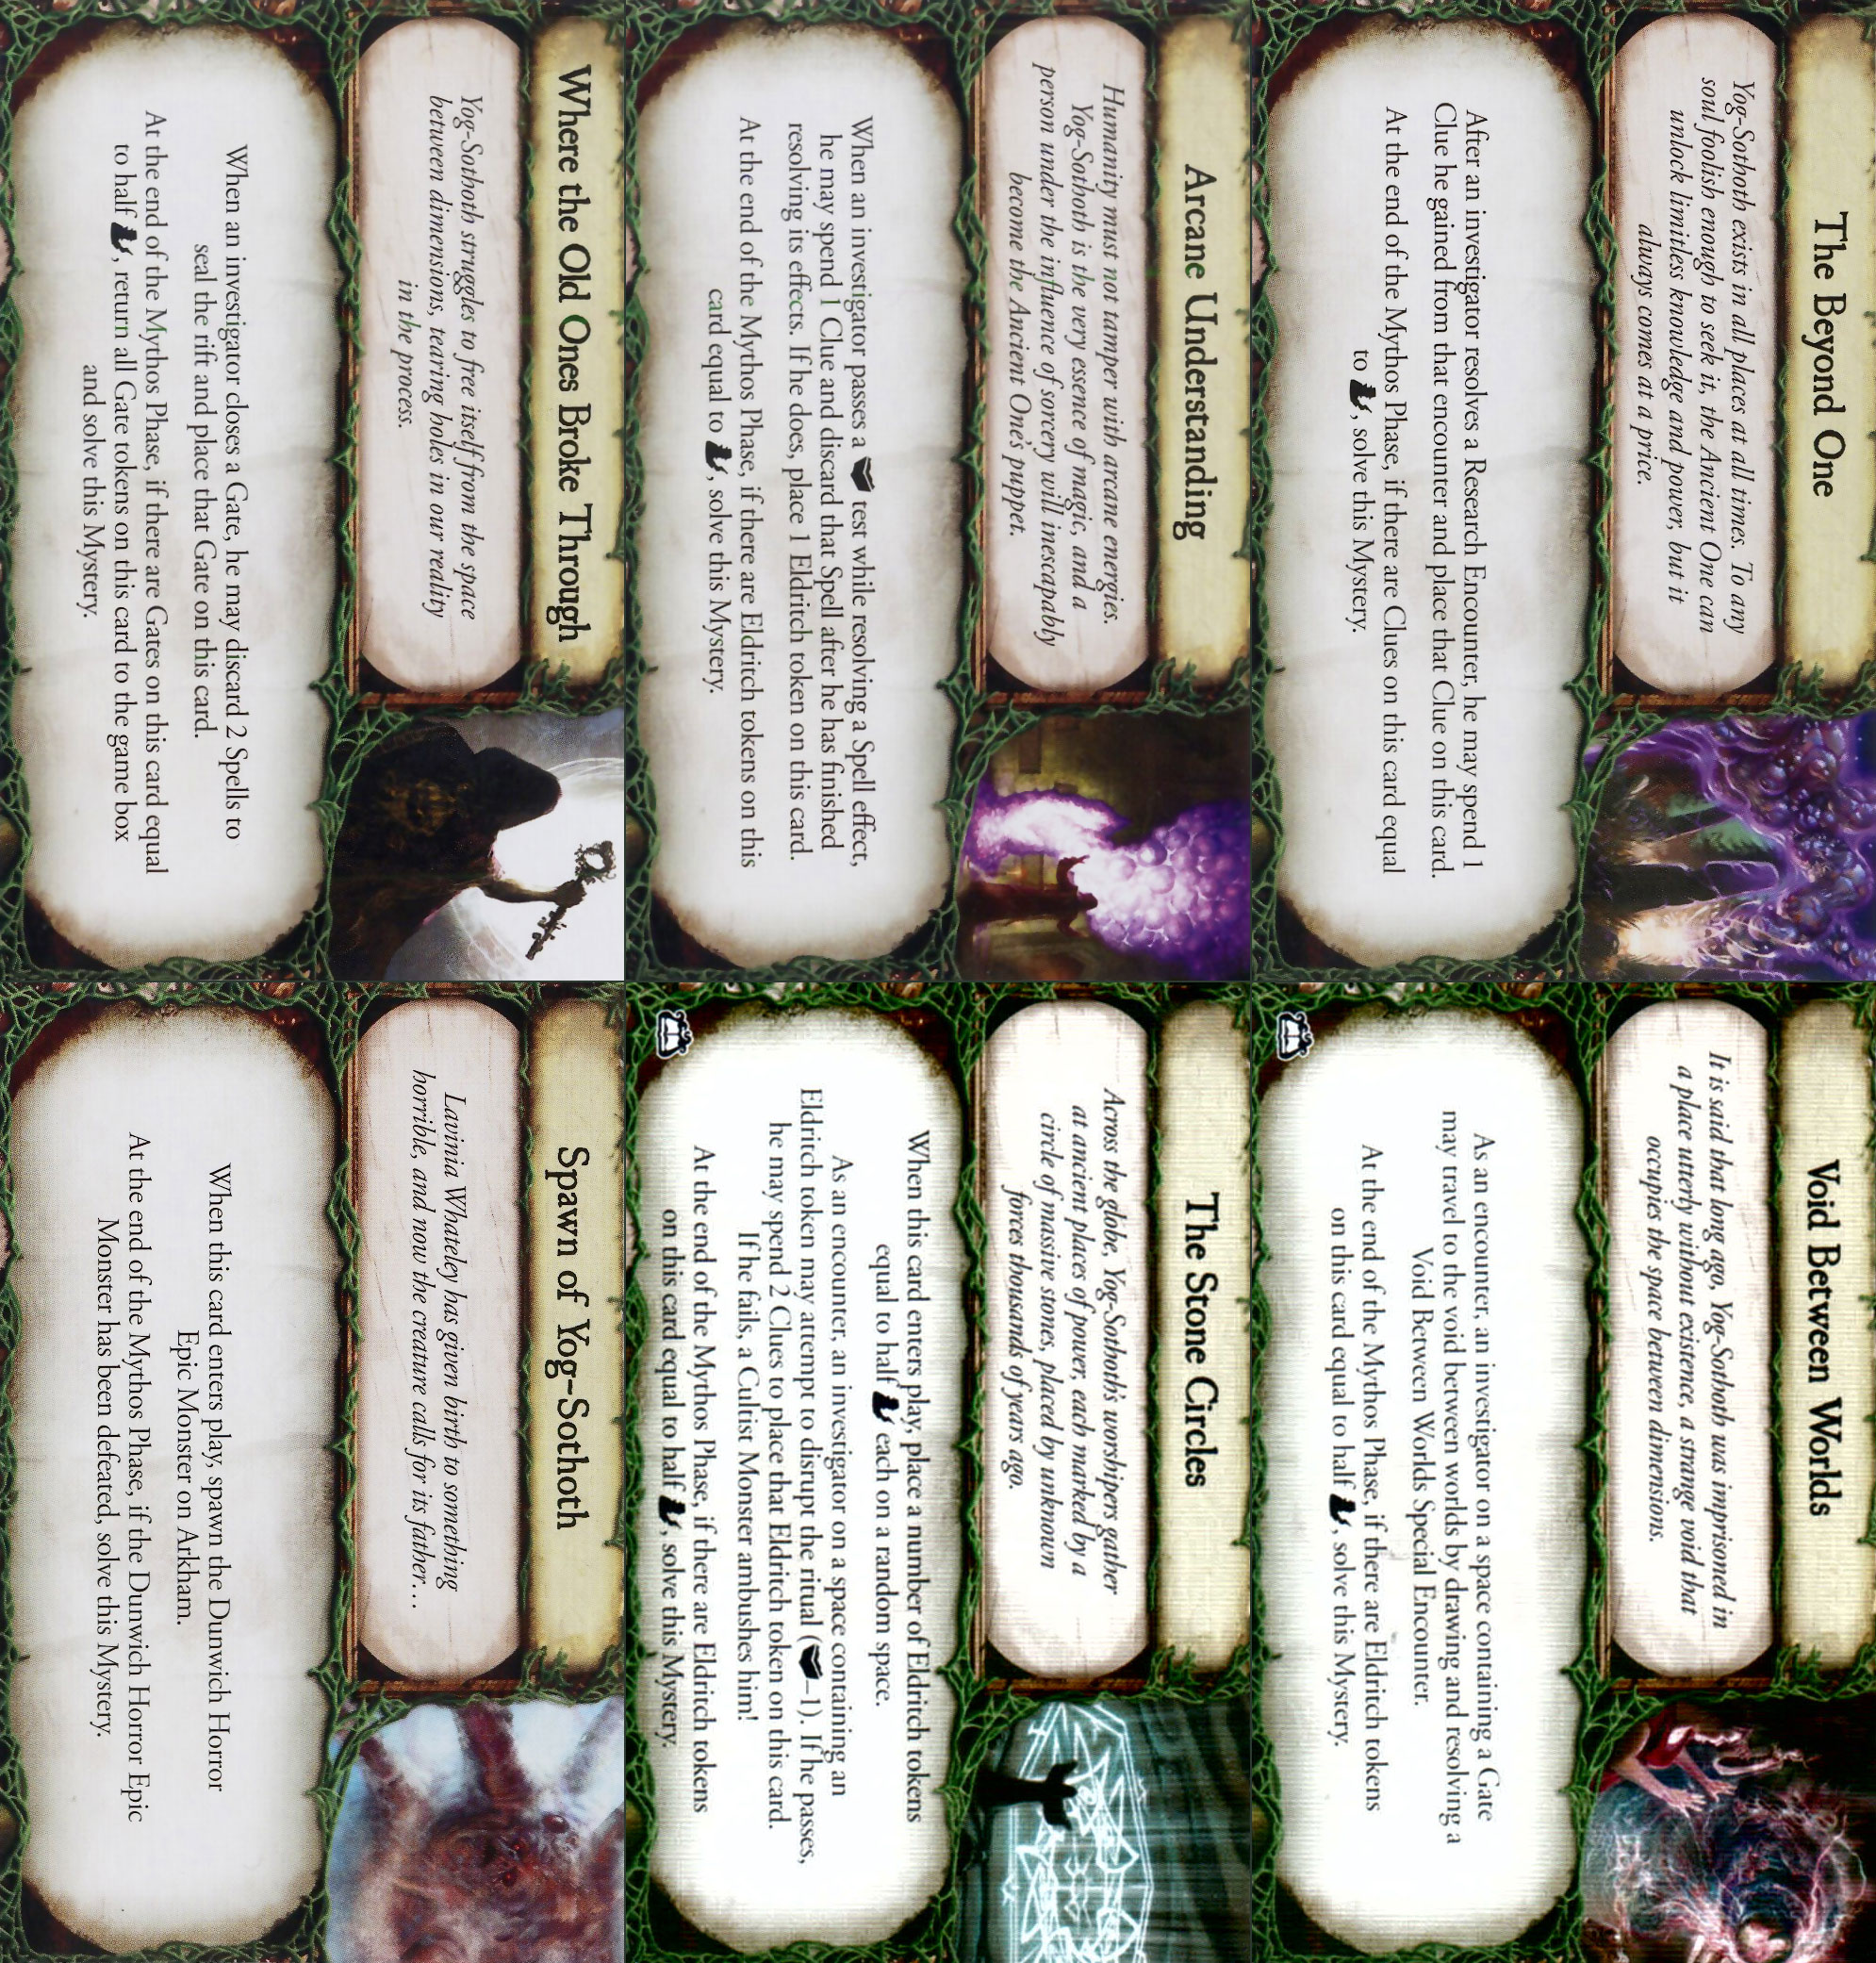 The Beyond One
Yog-Sothoth exists in all places at all times. To any
soul foolish enough to seek it, the Ancient One can
unlock limitless knowledge and power, but it
always comes at a price.
After an investigator resolves a Research Encounter, he may spend 1
Clue he gained from that encounter and place that Clue on this card.
At the end of the Mythos Phase, if there are Clues on this card equal
to , solve this Mystery.
Void Between Worlds
It is said that long ago, Yog-Sothoth was imprisoned in
a place utterly without existence, a strange void that
occupies the space between dimensions.
As an encounter, an investigator on a space containing a Gate
may travel to the void between worlds by drawing and resolving a
Void Between Worlds Special Encounter.
At the end of the Mythos Phase, if there are Eldritch tokens
on this card equal to half , solve this Mystery.
Arcane Understanding
Humanity must not tamper with arcane energies.
Yog-Sothoth is the very essence of magic, and a
person under the influence of sorcery will inescapably
become the Ancient One's puppet.
When an investigator passes a test while resolving a Spell effect,
he may spend 1 Clue and discard that Spell after he has finished
resolving its effects. If he does, place 1 Eldritch token on this card.
At the end of the Mythos Phase, if there are Eldritch tokens on this
card equal to , solve this Mystery.
The Stone Circles
Across the globe, Yog-Sothoth's worshipers gather
at ancient places of power, each marked by a
circle of massive stones, placed by unknown
forces thousands of years ago.
When this card enters play, place a number of Eldritch tokens
equal to half each on a random space.
As an encounter, an investigator on a space containing an
Eldritch token may attempt to disrupt the ritual ( –1). If he passes,
he may spend 2 Clues to place that Eldritch token on this card.
If he fails, a Cultist Monster ambushes him!
At the end of the Mythos Phase, if there are Eldritch tokens
on this card equal to half , solve this Mystery.
Where the Old Ones Broke Through
Yog-Sothoth struggles to free itself from the space
between dimensions, tearing holes in our reality
in the process.
When an investigator closes a Gate, he may discard 2 Spells to
seal the rift and place that Gate on this card.
At the end of the Mythos Phase, if there are Gates on this card equal
to half , return all Gate tokens on this card to the game box
and solve this Mystery.
Spawn of Yog-Sothoth
Lavinia Whateley has given birth to something
horrible, and now the creature calls for its father…
When this card enters play, spawn the Dunwich Horror
Epic Monster on Arkham.
At the end of the Mythos Phase, if the Dunwich Horror Epic
Monster has been defeated, solve this Mystery.